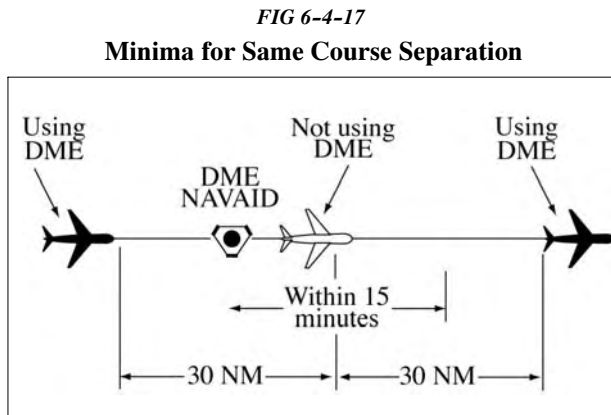 FIG 6-4-17
Minima for Same Course Separation
Using
DME
DME
NAVAID
Not using
DME
Using
DME
Within 15
minutes
30 NM
30 NM